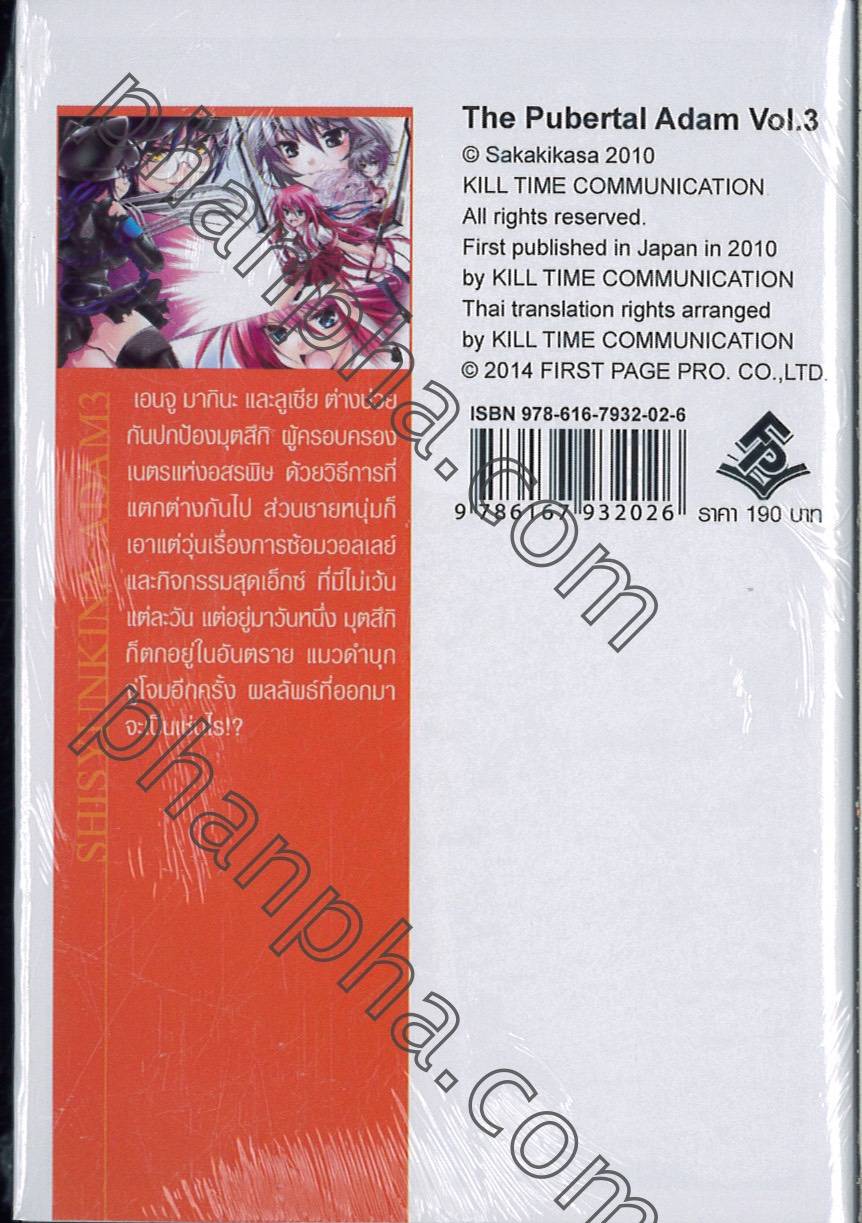 The Pubertal Adam Vol.3
© Sakakikasa 2010
KILL TIME COMMUNICATION
All rights reserved.
First published in Japan in 2010
by KILL TIME COMMUNICATION
Thai translation rights arranged
by KILL TIME COMMUNICATION
© 2014 FIRST PAGE PRO. CO.,LTD.
ISBN 978-616-7932-02-6
9 786167 932026
ราคา 190 บาท
FP
เอนจู มากินะ และลูเซีย ต่างช่วย
กันปกป้องมุตสึกิ ผู้ครอบครอง
เนตรแห่งอสรพิษ ด้วยวิธีการที่
แตกต่างกันไป ส่วนชายหนุ่มก็
เอาแต่วุ่นเรื่องการซ้อมวอลเลย์
และกิจกรรมสุดเอ็กซ์ ที่มีไม่เว้น
แต่ละวัน แต่อยู่มาวันหนึ่ง มุตสึกิ
ก็ตกอยู่ในอันตราย แมวดำบุก
จู่โจมอีกครั้ง ผลลัพธ์ที่ออกมา
จะเป็นเช่นไร!?
SHISYUNKINA ADAM3
phanpha.com
phanpha.com